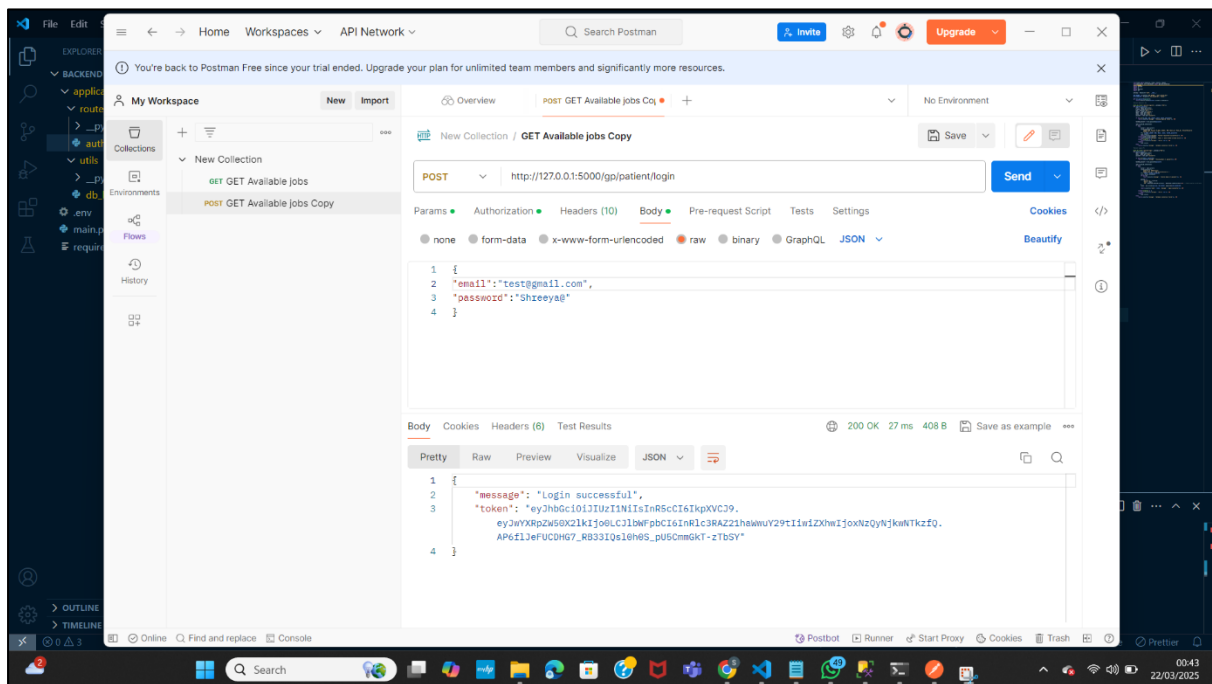 File Edit
Home Workspaces API Network
Search Postman
Invite
Upgrade
EXPLORER
You're back to Postman Free since your trial ended. Upgrade your plan for unlimited team members and significantly more resources.
BACKEND
My Workspace New Import
Overview POST GET Available jobs No Environment
Collections
New Collection / GET Available jobs Copy Save
New Collection
GET GET Available jobs
POST GET Available jobs Copy
POST http://127.0.0.1:5000/gp/patient/login Send
utils
Environments
.env
Flows
History
Params Authorization Headers (10) Body Pre-request Script Tests Settings Cookies
none form-data x-www-form-urlencoded raw binary GraphQL JSON Beautify
1 {
2 "email":"test@gmail.com",
3 "password":"Shreeya@"
4 }
Body Cookies Headers (6) Test Results 200 OK 27 ms 408 B Save as example
Pretty Raw Preview Visualize JSON
1 {
2 "message": "Login successful",
3 "token": "eyJhbGciOiJIUzI1NiIsInR5cCI6IkpXVCJ9.
eyJwYXRpZW50X2lkIjo0LCJlbWFpbCI6InRlc3RAZ21haWwuY29tIiwiZXhwIjoxNzQyNjkwNTkzfQ.
AP6flJeFUCDHG7_RB33IQsl0h0S_pU5CmmGkT-zTbSY"
4 }
OUTLINE
TIMELINE
Online Find and replace Console Postbot Runner Start Proxy Cookies Trash
0 3 Prettier
Search
00:43
22/03/2025